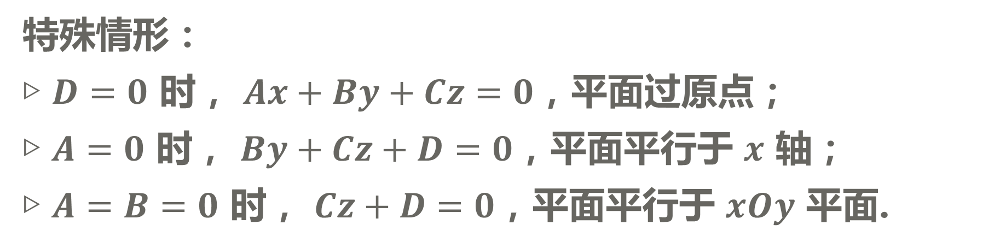 特殊情形：
▷ D = 0 时， Ax + By + Cz = 0，平面过原点；
▷ A = 0 时， By + Cz + D = 0，平面平行于 x 轴；
▷ A = B = 0 时， Cz + D = 0，平面平行于 xOy 平面.